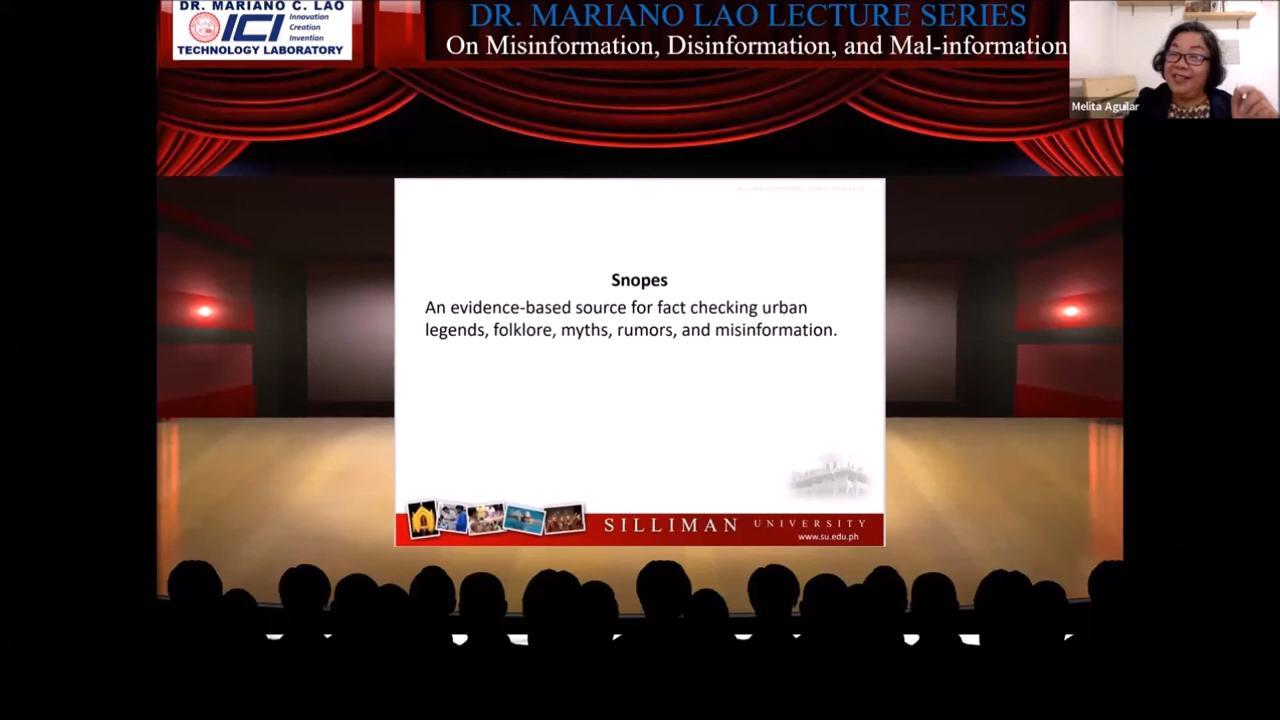 DR. MARIANO C. LAO
ICI
Innovation
Creation
Invention
TECHNOLOGY LABORATORY
DR. MARIANO LAO LECTURE SERIES
On Misinformation, Disinformation, and Mal-information
Melita Aguilar
Snopes
An evidence-based source for fact checking urban
legends, folklore, myths, rumors, and misinformation.
SILLIMAN UNIVERSITY
www.su.edu.ph